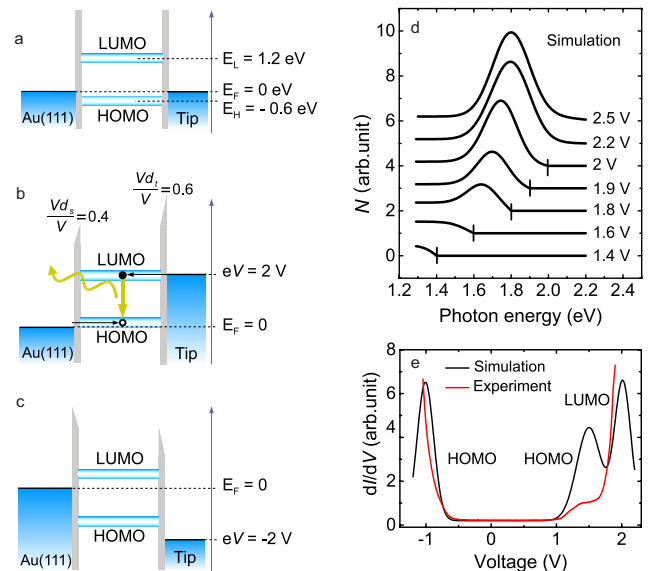 a
LUMO
E_L = 1.2 eV
E_F = 0 eV
E_H = - 0.6 eV
Au(111)
HOMO
Tip
b
Vd_s/V = 0.4
Vd_t/V = 0.6
LUMO
eV = 2 V
E_F = 0
HOMO
Au(111)
Tip
c
LUMO
E_F = 0
HOMO
eV = -2 V
Au(111)
Tip
d
Simulation
N (arb.unit)
10
8
6
4
2
0
2.5 V
2.2 V
2 V
1.9 V
1.8 V
1.6 V
1.4 V
1.2 1.4 1.6 1.8 2.0 2.2 2.4
Photon energy (eV)
e
Simulation
Experiment
LUMO
HOMO
HOMO
dI/dV (arb.unit)
8
6
4
2
0
-1 0 1 2
Voltage (V)